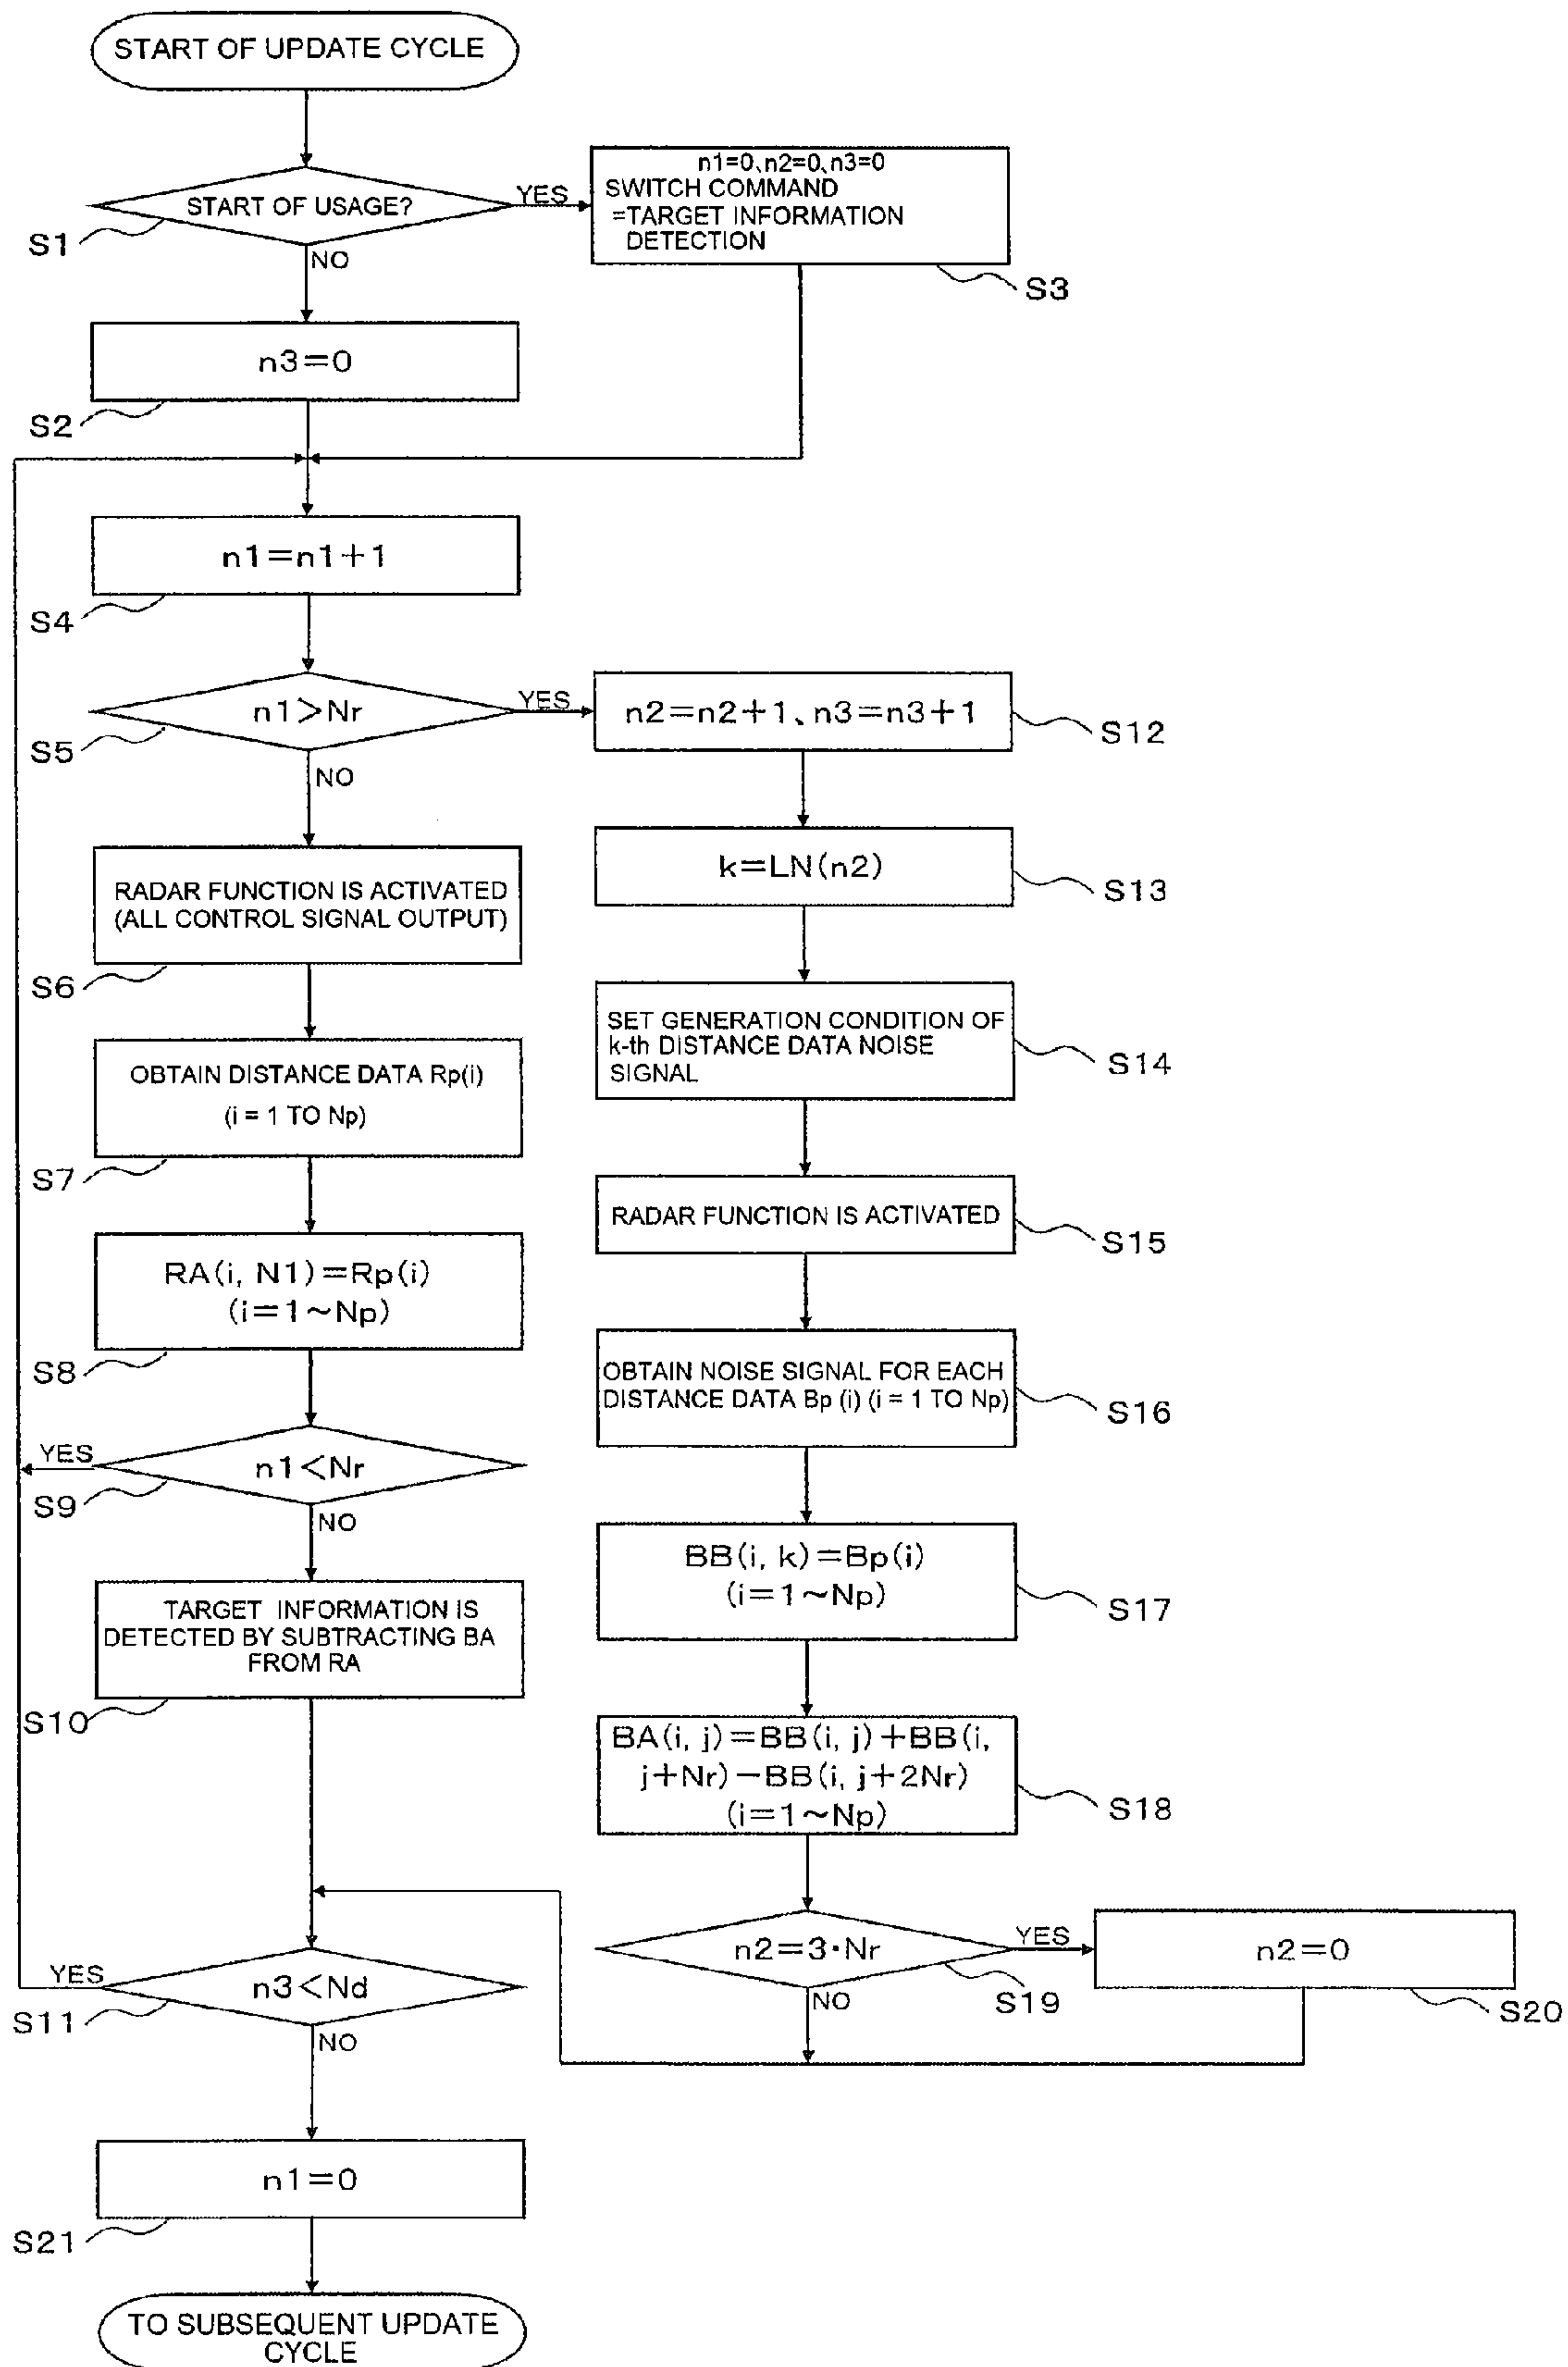 START OF UPDATE CYCLE
START OF USAGE?
YES
S1
NO
n1=0、n2=0、n3=0
SWITCH COMMAND
=TARGET INFORMATION
DETECTION
S3
n3=0
S2
n1=n1+1
S4
n1>Nr
YES
S5
NO
n2=n2+1、n3=n3+1
S12
k=LN(n2)
S13
RADAR FUNCTION IS ACTIVATED
(ALL CONTROL SIGNAL OUTPUT)
S6
SET GENERATION CONDITION OF
k-th DISTANCE DATA NOISE
SIGNAL
S14
OBTAIN DISTANCE DATA Rp(i)
(i = 1 TO Np)
S7
RADAR FUNCTION IS ACTIVATED
S15
RA(i, N1)=Rp(i)
(i=1~Np)
S8
OBTAIN NOISE SIGNAL FOR EACH
DISTANCE DATA Bp (i) (i = 1 TO Np)
S16
YES
n1<Nr
S9
NO
BB(i, k)=Bp(i)
(i=1~Np)
S17
TARGET INFORMATION IS
DETECTED BY SUBTRACTING BA
FROM RA
S10
BA(i, j)=BB(i, j)+BB(i,
j+Nr)-BB(i, j+2Nr)
(i=1~Np)
S18
n2=3·Nr
YES
S19
NO
n2=0
S20
YES
n3<Nd
S11
NO
n1=0
S21
TO SUBSEQUENT UPDATE
CYCLE